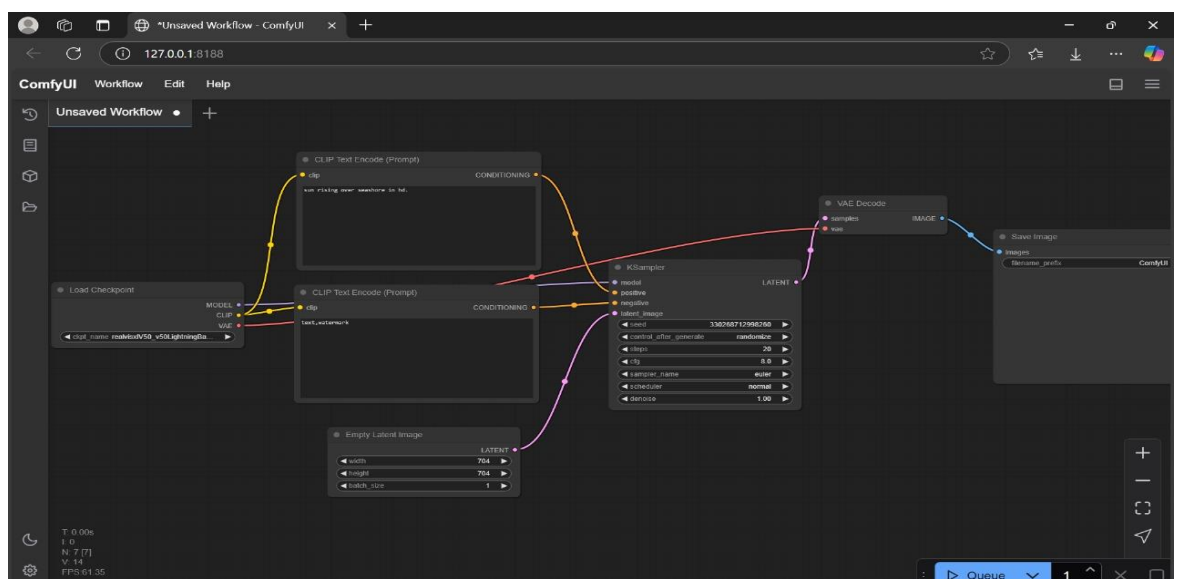 *Unsaved Workflow - ComfyUI
127.0.0.1:8188
ComfyUI Workflow Edit Help
Unsaved Workflow
CLIP Text Encode (Prompt)
clip CONDITIONING
sun rising over seashore in hd.
VAE Decode
samples IMAGE
vae
Save Image
images
filename_prefix ComfyUI
KSampler
model LATENT
positive
negative
latent_image
seed 330268712998260
control_after_generate randomize
steps 20
cfg 8.0
sampler_name euler
scheduler normal
denoise 1.00
Load Checkpoint
MODEL
CLIP
VAE
ckpt_name realvisxlV50_v50LightningBa...
CLIP Text Encode (Prompt)
clip CONDITIONING
text,watermark
Empty Latent Image
LATENT
width 704
height 704
batch_size 1
T: 0.00s
I: 0
N: 7 [7]
V: 14
FPS:61.35
Queue 1